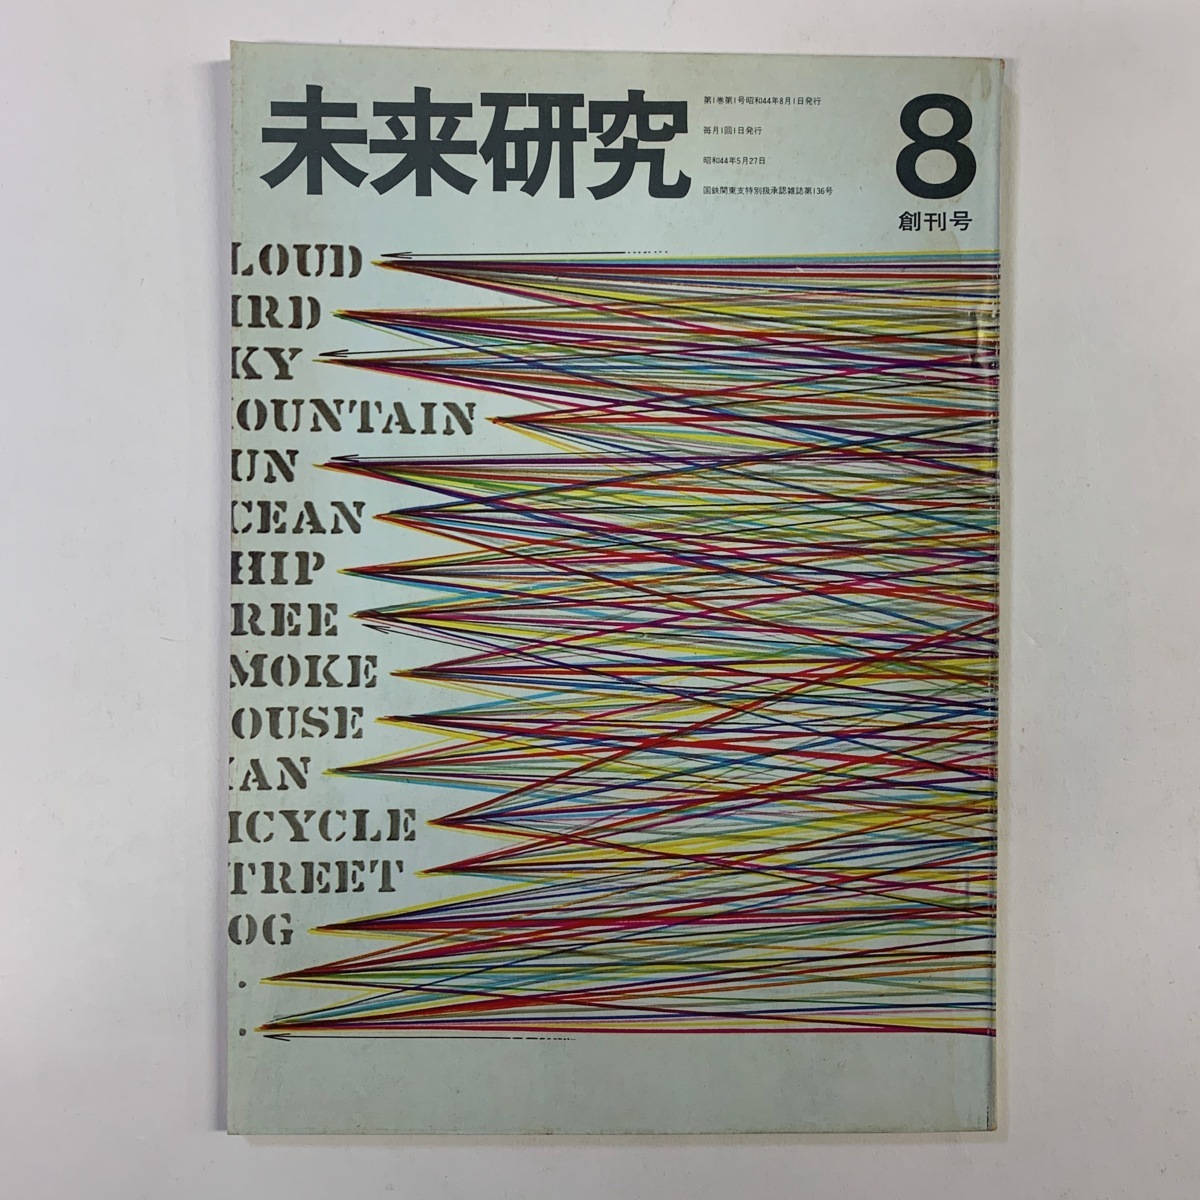 未来研究
第1巻第1号昭和44年8月1日発行
毎月1回1日発行
昭和44年5月27日
国鉄関東支特別扱承認雑誌第136号
8
創刊号
LOUD
IRD
KY
MOUNTAIN
UN
CEAN
HIP
REE
MOKE
OUSE
MAN
ICYCLE
TREET
OG
.
.